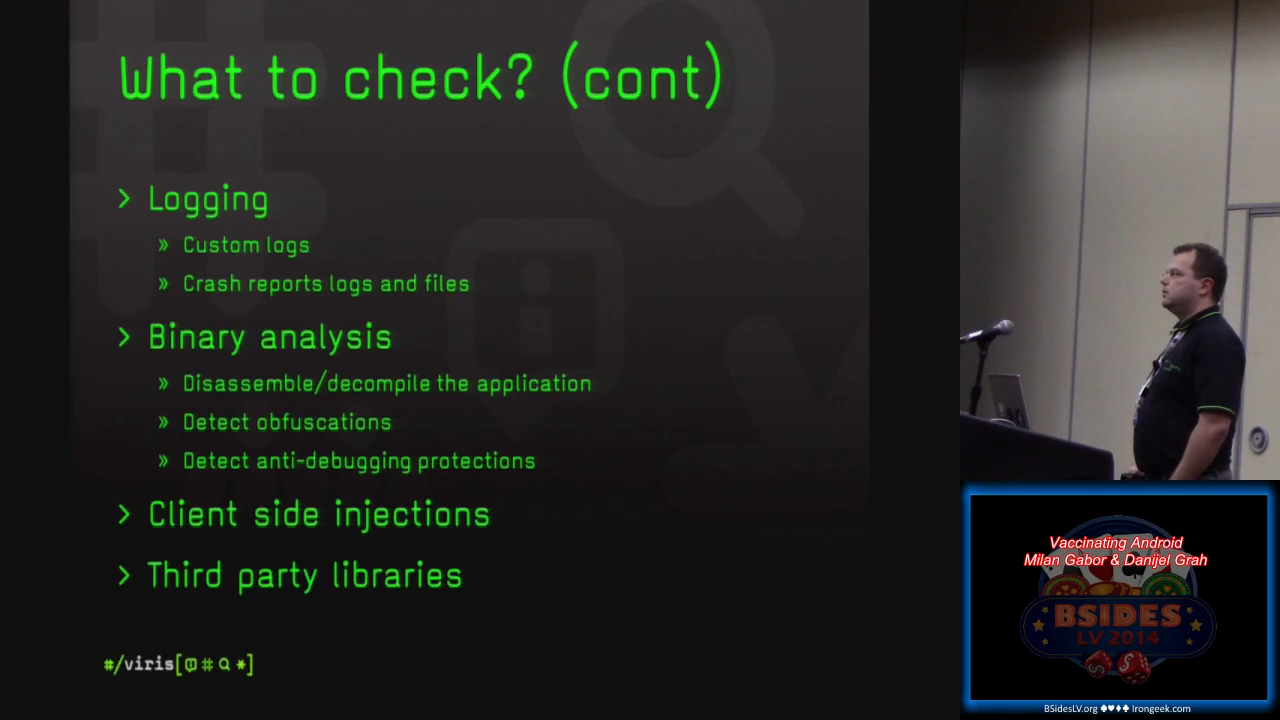 What to check? (cont)
> Logging
» Custom logs
» Crash reports logs and files
> Binary analysis
» Disassemble/decompile the application
» Detect obfuscations
» Detect anti-debugging protections
> Client side injections
> Third party libraries
#/viris[ # *]
Vaccinating Android
Milan Gabor & Danijel Grah
BSIDES
LV 2014
BSidesLV.org ♠♥♦♣ Irongeek.com